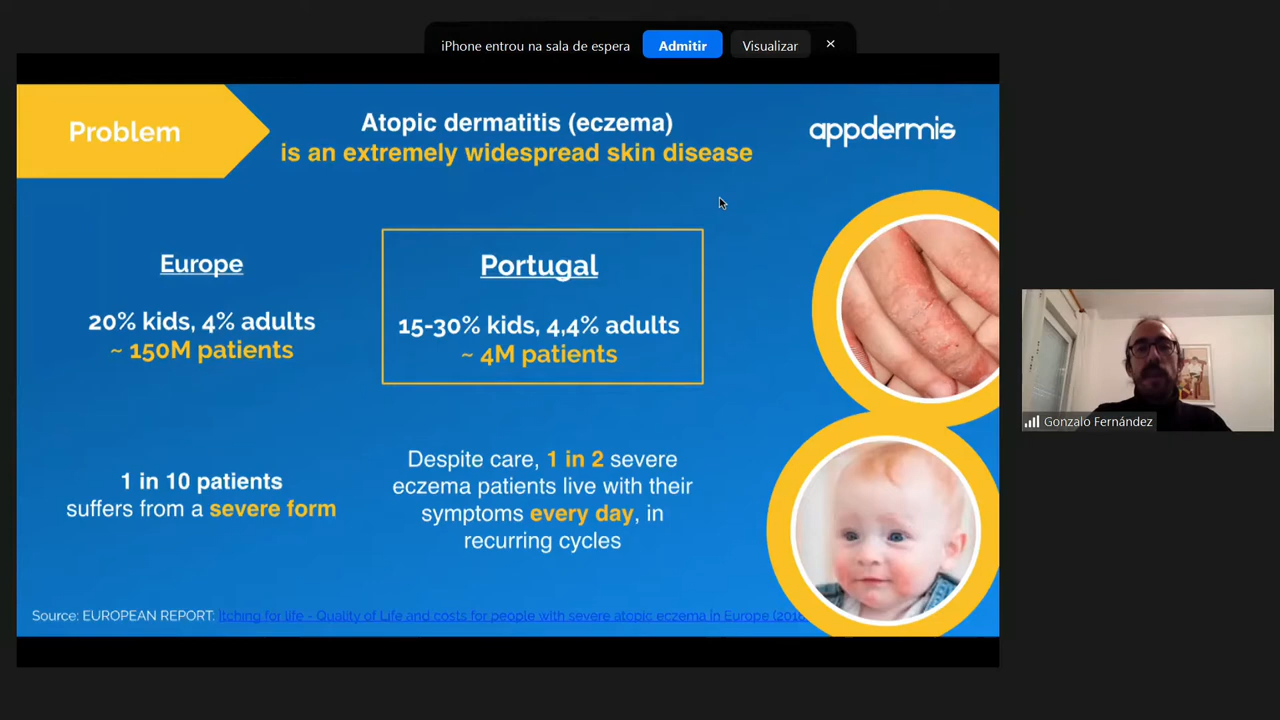 iPhone entrou na sala de espera
Admitir
Visualizar
Problem
Atopic dermatitis (eczema)
is an extremely widespread skin disease
appdermis
Europe
20% kids, 4% adults
~ 150M patients
Portugal
15-30% kids, 4,4% adults
~ 4M patients
1 in 10 patients
suffers from a severe form
Despite care, 1 in 2 severe
eczema patients live with their
symptoms every day, in
recurring cycles
Gonzalo Fernández
Source: EUROPEAN REPORT: Itching for life - Quality of Life and costs for people with severe atopic eczema in Europe